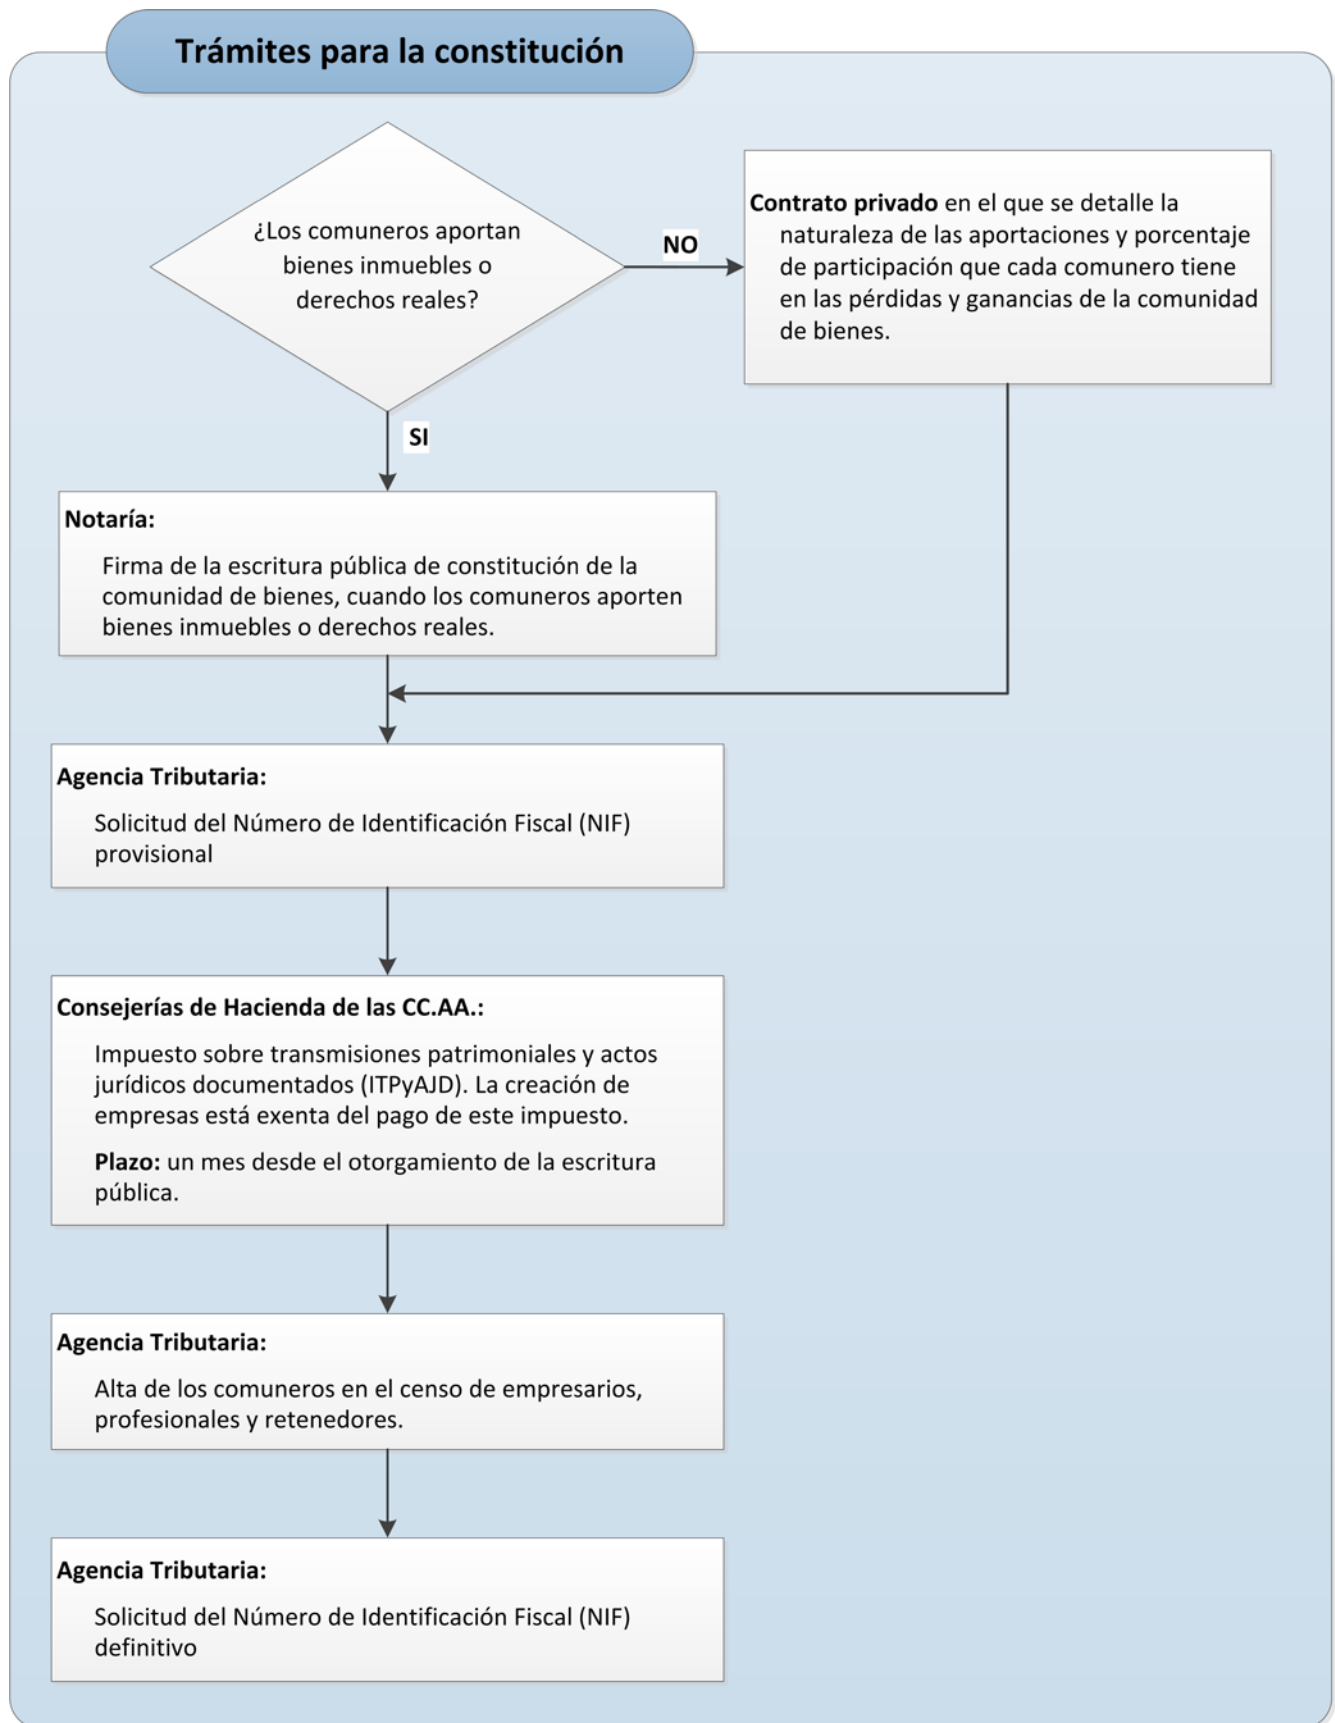 Trámites para la constitución
¿Los comuneros aportan
bienes inmuebles o
derechos reales?
NO
Contrato privado en el que se detalle la
naturaleza de las aportaciones y porcentaje
de participación que cada comunero tiene
en las pérdidas y ganancias de la comunidad
de bienes.
SI
Notaría:
Firma de la escritura pública de constitución de la
comunidad de bienes, cuando los comuneros aporten
bienes inmuebles o derechos reales.
Agencia Tributaria:
Solicitud del Número de Identificación Fiscal (NIF)
provisional
Consejerías de Hacienda de las CC.AA.:
Impuesto sobre transmisiones patrimoniales y actos
jurídicos documentados (ITPyAJD). La creación de
empresas está exenta del pago de este impuesto.
Plazo: un mes desde el otorgamiento de la escritura
pública.
Agencia Tributaria:
Alta de los comuneros en el censo de empresarios,
profesionales y retenedores.
Agencia Tributaria:
Solicitud del Número de Identificación Fiscal (NIF)
definitivo